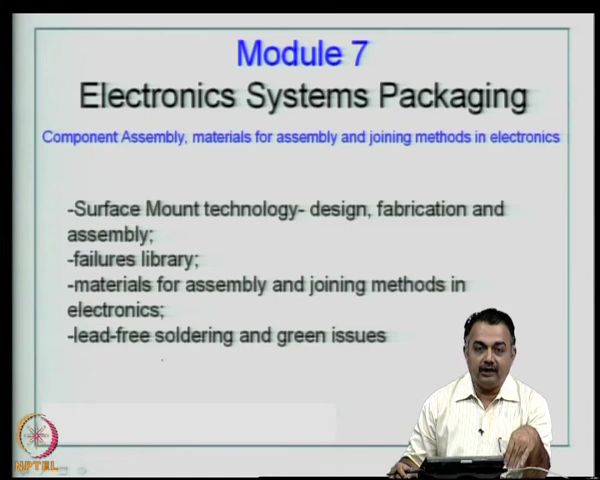 Module 7
Electronics Systems Packaging
Component Assembly, materials for assembly and joining methods in electronics
-Surface Mount technology- design, fabrication and
assembly;
-failures library;
-materials for assembly and joining methods in
electronics;
-lead-free soldering and green issues
NPTEL